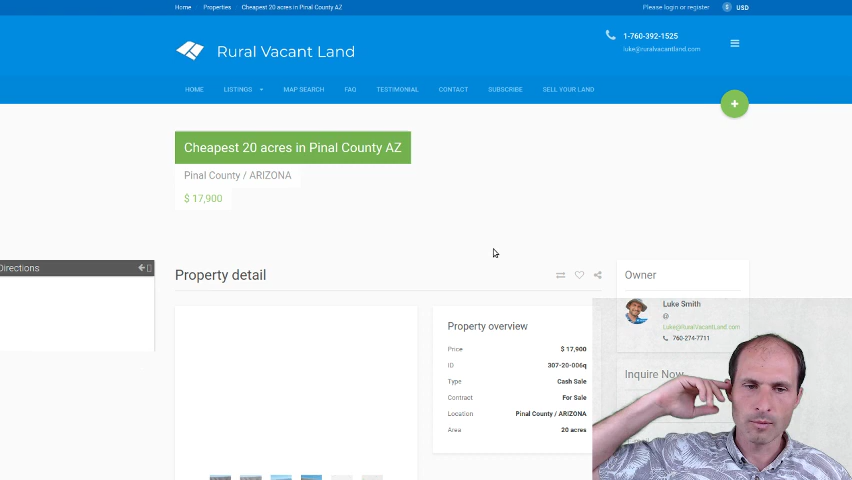 Home Properties Cheapest 20 acres in Pinal County AZ Please login or register $ USD
Rural Vacant Land
1-760-392-1525
luke@ruralvacantland.com
HOME LISTINGS MAP SEARCH FAQ TESTIMONIAL CONTACT SUBSCRIBE SELL YOUR LAND
+
Cheapest 20 acres in Pinal County AZ
Pinal County / ARIZONA
$ 17,900
Directions
Property detail
Owner
Luke Smith
@
Luke@RuralVacantLand.com
760-274-7711
Property overview
Price $ 17,900
ID 307-20-006q
Type Cash Sale
Contract For Sale
Location Pinal County / ARIZONA
Area 20 acres
Inquire Now